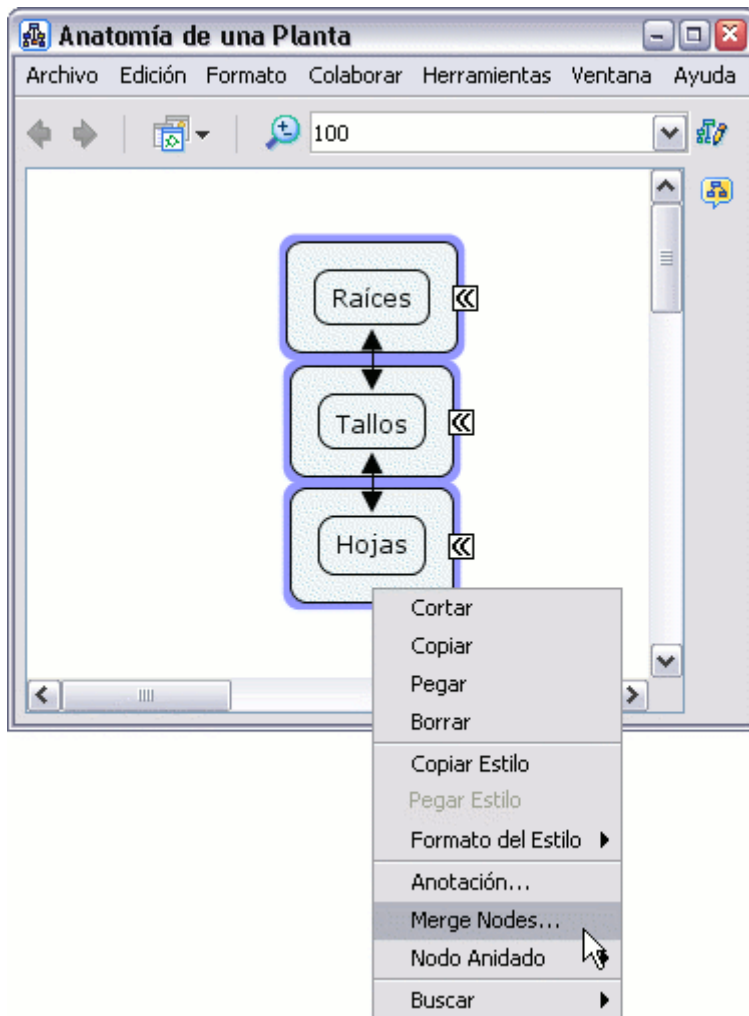 Anatomía de una Planta
Archivo Edición Formato Colaborar Herramientas Ventana Ayuda
100
Raíces
Tallos
Hojas
Cortar
Copiar
Pegar
Borrar
Copiar Estilo
Pegar Estilo
Formato del Estilo
Anotación...
Merge Nodes...
Nodo Anidado
Buscar